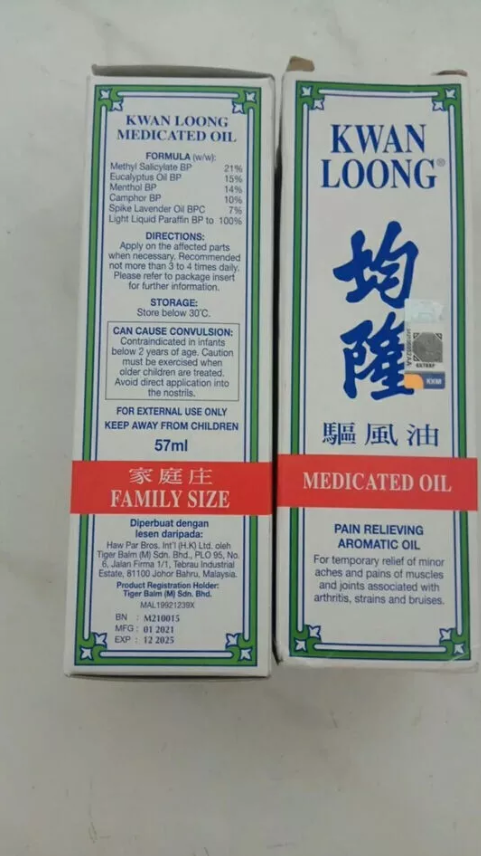 KWAN LOONG
MEDICATED OIL
FORMULA (w/w):
Methyl Salicylate BP 21%
Eucalyptus Oil BP 15%
Menthol BP 14%
Camphor BP 10%
Spike Lavender Oil BPC 7%
Light Liquid Paraffin BP to 100%
DIRECTIONS:
Apply on the affected parts
when necessary. Recommended
not more than 3 to 4 times daily.
Please refer to package insert
for further information.
STORAGE:
Store below 30°C.
CAN CAUSE CONVULSION:
Contraindicated in infants
below 2 years of age. Caution
must be exercised when
older children are treated.
Avoid direct application into
the nostrils.
FOR EXTERNAL USE ONLY
KEEP AWAY FROM CHILDREN
57ml
家庭庄
FAMILY SIZE
Diperbuat dengan
lesen daripada:
Haw Par Bros. Int'l (H.K) Ltd. oleh
Tiger Balm (M) Sdn. Bhd., PLO 95, No.
6, Jalan Firma 1/1, Tebrau Industrial
Estate, 81100 Johor Bahru, Malaysia.
Product Registration Holder:
Tiger Balm (M) Sdn. Bhd.
MAL19921239X
BN : M210015
MFG : 01 2021
EXP : 12 2025
KWAN
LOONG®
均
隆
KKM
驅風油
MEDICATED OIL
PAIN RELIEVING
AROMATIC OIL
For temporary relief of minor
aches and pains of muscles
and joints associated with
arthritis, strains and bruises.